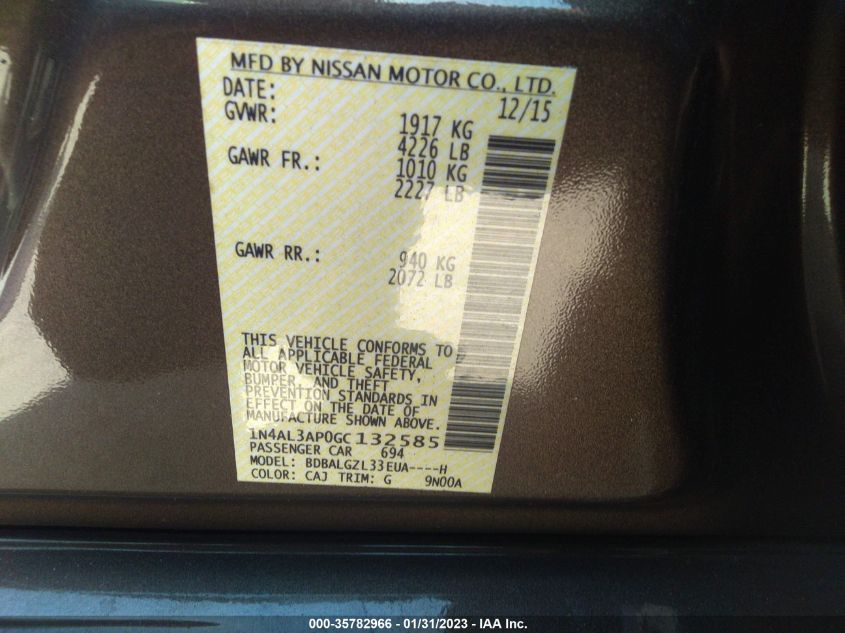 MFD BY NISSAN MOTOR CO., LTD.
DATE: 12/15
GVWR: 1917 KG
4226 LB
GAWR FR.: 1010 KG
2227 LB
GAWR RR.: 940 KG
2072 LB
THIS VEHICLE CONFORMS TO
ALL APPLICABLE FEDERAL
MOTOR VEHICLE SAFETY,
BUMPER, AND THEFT
PREVENTION STANDARDS IN
EFFECT ON THE DATE OF
MANUFACTURE SHOWN ABOVE.
1N4AL3AP0GC132585
PASSENGER CAR 694
MODEL: BDBALGZL33EUA----H
COLOR: CAJ TRIM: G 9N00A
000-35782966 - 01/31/2023 - IAA Inc.